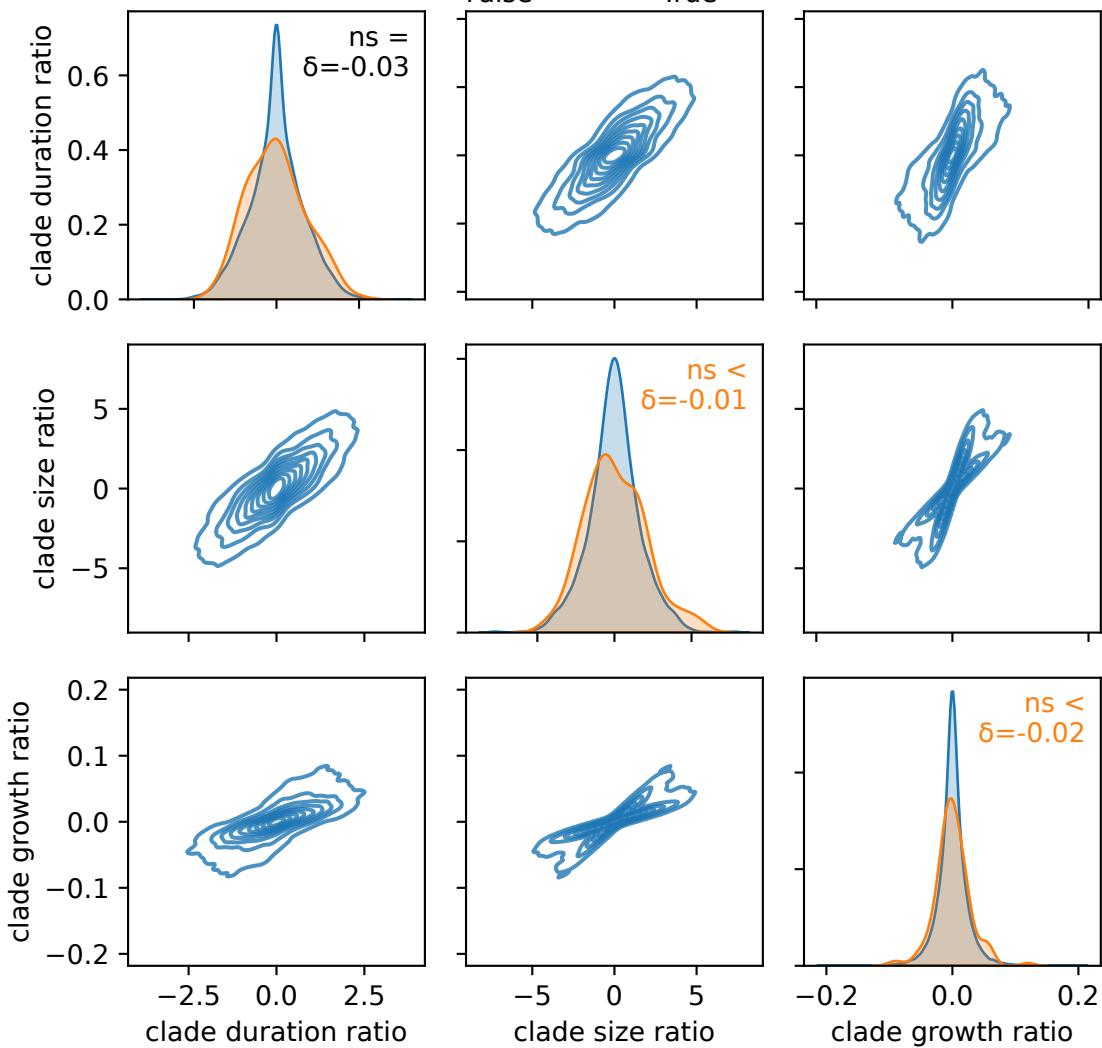 clade duration ratio
0.6
0.4
0.2
0.0
ns =
δ=-0.03
clade size ratio
5
0
−5
ns <
δ=-0.01
clade growth ratio
0.2
0.1
0.0
−0.1
−0.2
ns <
δ=-0.02
−2.5 0.0 2.5
−5 0 5
−0.2 0.0 0.2
clade duration ratio
clade size ratio
clade growth ratio